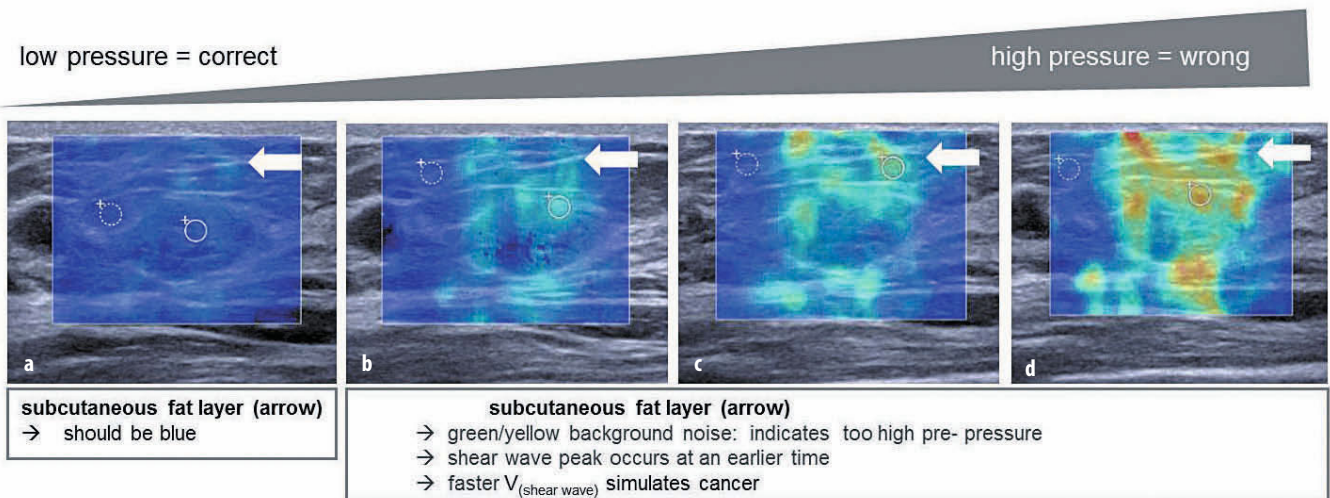 low pressure = correct
high pressure = wrong
a
b
c
d
subcutaneous fat layer (arrow)
→ should be blue
subcutaneous fat layer (arrow)
→ green/yellow background noise: indicates too high pre- pressure
→ shear wave peak occurs at an earlier time
→ faster V(shear wave) simulates cancer